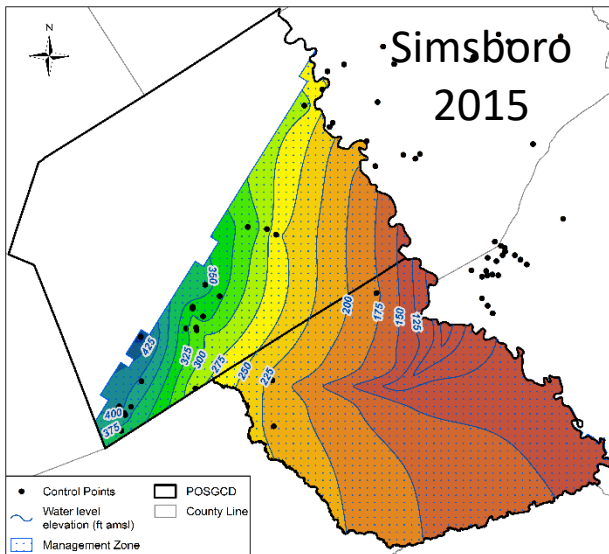 Simsboro
2015
N
350
425
325
300
275
250
225
200
175
150
125
400
375
Control Points
Water level
elevation (ft amsl)
Management Zone
POSGCD
County Line